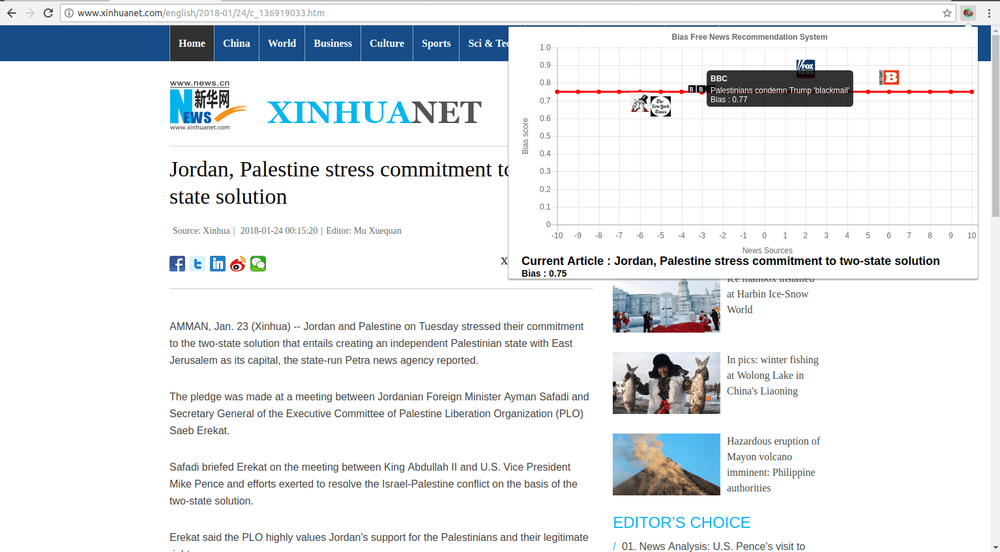 www.xinhuanet.com/english/2018-01/24/c_136919033.htm
Home China World Business Culture Sports Sci &
www.news.cn
新华网
NEWS
www.xinhuanet.com
XINHUANET
Jordan, Palestine stress commitment
state solution
Source: Xinhua | 2018-01-24 00:15:20 | Editor: Mu Xuequan
AMMAN, Jan. 23 (Xinhua) -- Jordan and Palestine on Tuesday stressed their commitment
to the two-state solution that entails creating an independent Palestinian state with East
Jerusalem as its capital, the state-run Petra news agency reported.
The pledge was made at a meeting between Jordanian Foreign Minister Ayman Safadi and
Secretary General of the Executive Committee of Palestine Liberation Organization (PLO)
Saeb Erekat.
Safadi briefed Erekat on the meeting between King Abdullah II and U.S. Vice President
Mike Pence and efforts exerted to resolve the Israel-Palestine conflict on the basis of the
two-state solution.
Erekat said the PLO highly values Jordan's support for the Palestinians and their legitimate
Bias Free News Recommendation System
1.0
0.9
0.8
0.7
0.6
0.5
0.4
0.3
0.2
0.1
0
Bias score
FOX
NEWS
BREITBART B
B B C
The
New York
Times
BBC
Palestinians condemn Trump 'blackmail'
Bias : 0.77
-10 -9 -8 -7 -6 -5 -4 -3 -2 -1 0 1 2 3 4 5 6 7 8 9 10
News Sources
Current Article : Jordan, Palestine stress commitment to two-state solution
Bias : 0.75
Ice mailbox installed
at Harbin Ice-Snow
World
In pics: winter fishing
at Wolong Lake in
China's Liaoning
Hazardous eruption of
Mayon volcano
imminent: Philippine
authorities
EDITOR'S CHOICE
/ 01. News Analysis: U.S. Pence's visit to